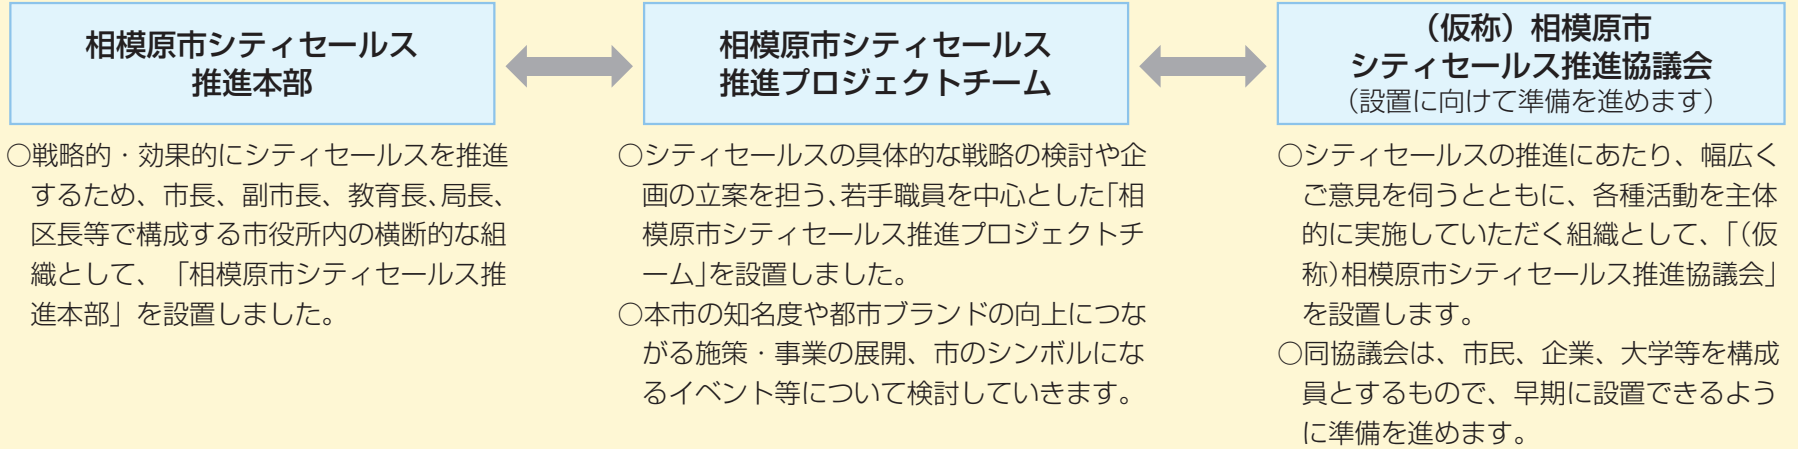 相模原市シティセールス
推進本部
○戦略的・効果的にシティセールスを推進
するため、市長、副市長、教育長、局長、
区長等で構成する市役所内の横断的な組
織として、「相模原市シティセールス推
進本部」を設置しました。
相模原市シティセールス
推進プロジェクトチーム
○シティセールスの具体的な戦略の検討や企
画の立案を担う、若手職員を中心とした「相
模原市シティセールス推進プロジェクトチ
ーム」を設置しました。
○本市の知名度や都市ブランドの向上につな
がる施策・事業の展開、市のシンボルにな
るイベント等について検討していきます。
（仮称）相模原市
シティセールス推進協議会
（設置に向けて準備を進めます）
○シティセールスの推進にあたり、幅広く
ご意見を伺うとともに、各種活動を主体
的に実施していただく組織として、「（仮
称）相模原市シティセールス推進協議会」
を設置します。
○同協議会は、市民、企業、大学等を構成
員とするもので、早期に設置できるよう
に準備を進めます。